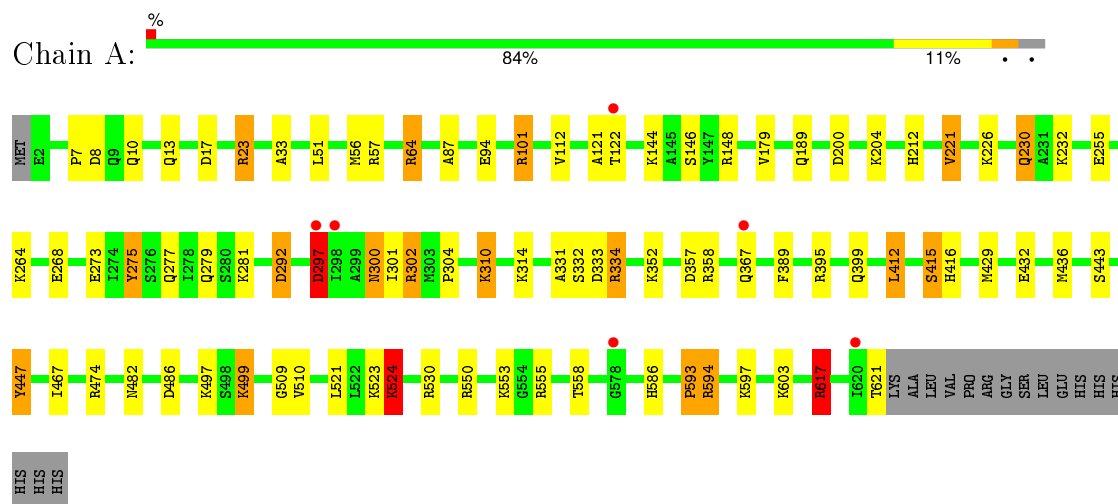 %
Chain A:
84% 11% • •
MET E2 P7 D8 Q9 Q10 Q13 D17 R23 A33 L51 M56 R57 R64 A87 E94 R101 V112 A121 T122 K144 A145 S146 Y147 R148 V179 Q189 D200 K204 H212 V221 K226 Q230 A231 K232 E255
K264 E268 E273 I274 Y275 S276 Q277 I278 Q279 S280 K281 D292 D297 I298 A299 N300 I301 R302 M303 P304 K310 K314 A331 S332 D333 R334 K352 D357 R358 Q367 F389 R395 Q399 L412 S415 H416 M429 E432 M436 S443
Y447 I467 R474 N482 D486 K497 S498 K499 G509 V510 L521 L522 K523 K524 R530 R550 K553 G554 R555 T558 G578 H586 P593 R594 K597 K603 R617 I620 T621 LYS ALA LEU VAL PRO ARG GLY SER LEU GLU HIS HIS HIS
HIS HIS HIS